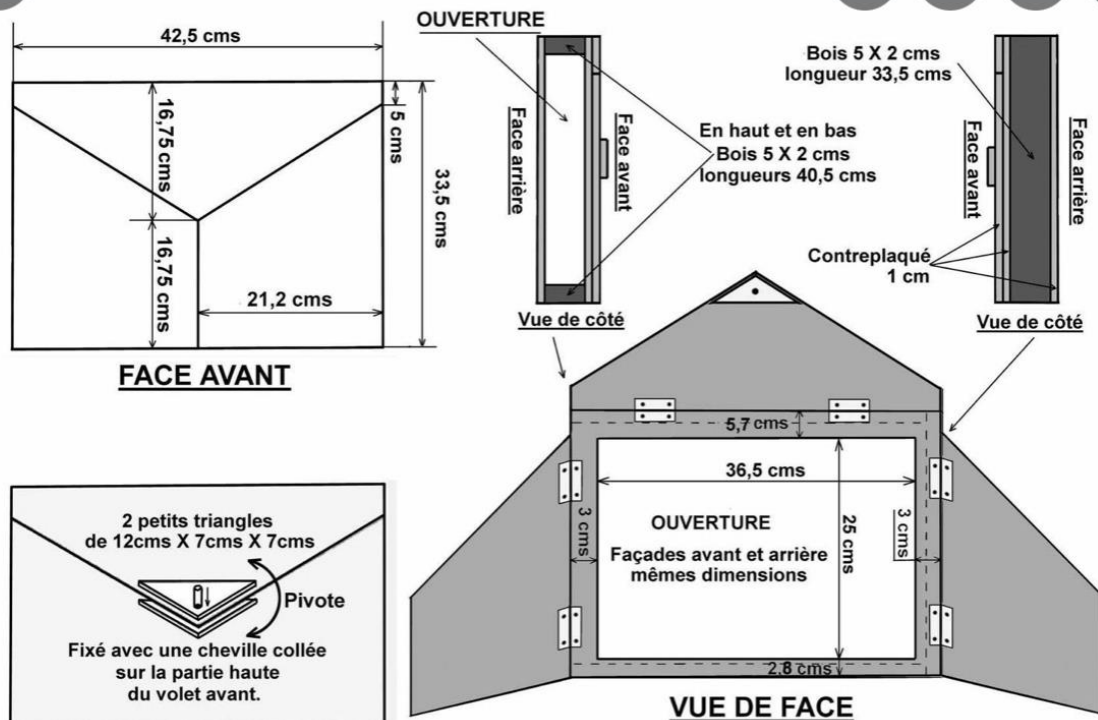 42,5 cms
16,75 cms
5 cms
33,5 cms
16,75 cms
21,2 cms
FACE AVANT
OUVERTURE
Face arrière
Face avant
En haut et en bas
Bois 5 X 2 cms
longueurs 40,5 cms
Vue de côté
Bois 5 X 2 cms
longueur 33,5 cms
Face avant
Face arrière
Contreplaqué
1 cm
Vue de côté
2 petits triangles
de 12cms X 7cms X 7cms
Pivote
Fixé avec une cheville collée
sur la partie haute
du volet avant.
5,7 cms
36,5 cms
3 cms
OUVERTURE
Façades avant et arrière
mêmes dimensions
25 cms
3 cms
2,8 cms
VUE DE FACE